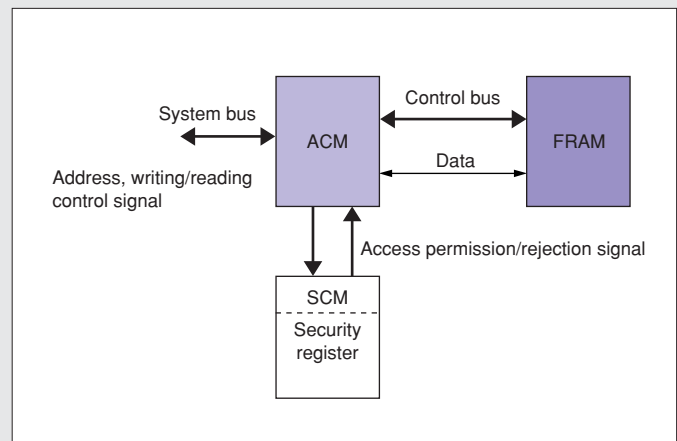 System bus
ACM
Control bus
FRAM
Data
Address, writing/reading
control signal
Access permission/rejection signal
SCM
Security
register